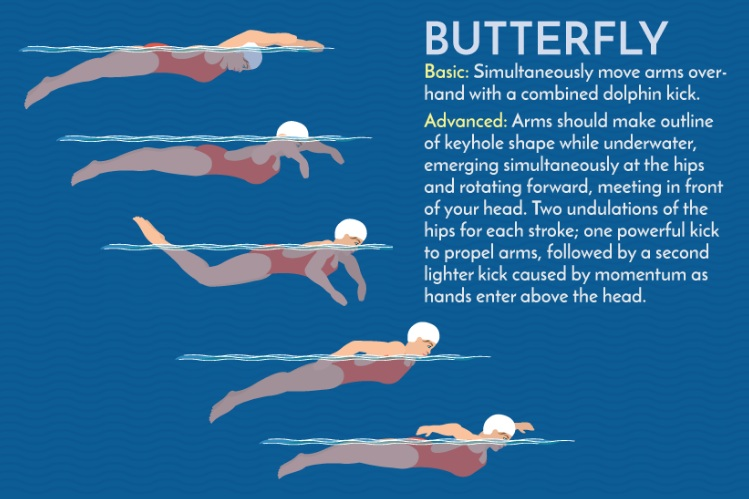 BUTTERFLY
Basic: Simultaneously move arms over-
hand with a combined dolphin kick.
Advanced: Arms should make outline
of keyhole shape while underwater,
emerging simultaneously at the hips
and rotating forward, meeting in front
of your head. Two undulations of the
hips for each stroke; one powerful kick
to propel arms, followed by a second
lighter kick caused by momentum as
hands enter above the head.